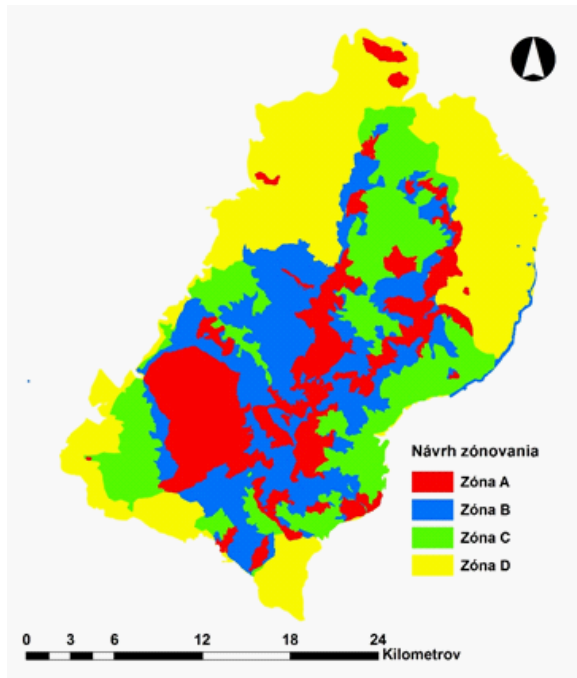 Návrh zónovania
Zóna A
Zóna B
Zóna C
Zóna D
0 3 6 12 18 24
Kilometrov